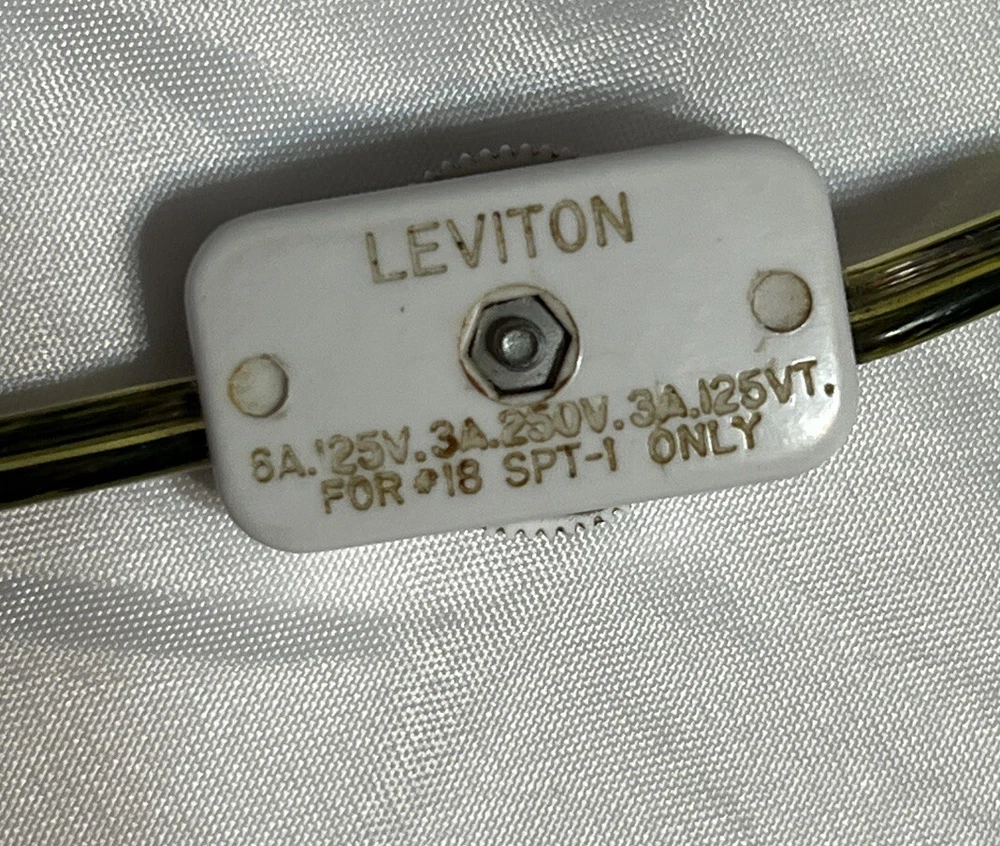 LEVITON
6A.125V.3A.250V.3A.125VT.
FOR #18 SPT-1 ONLY